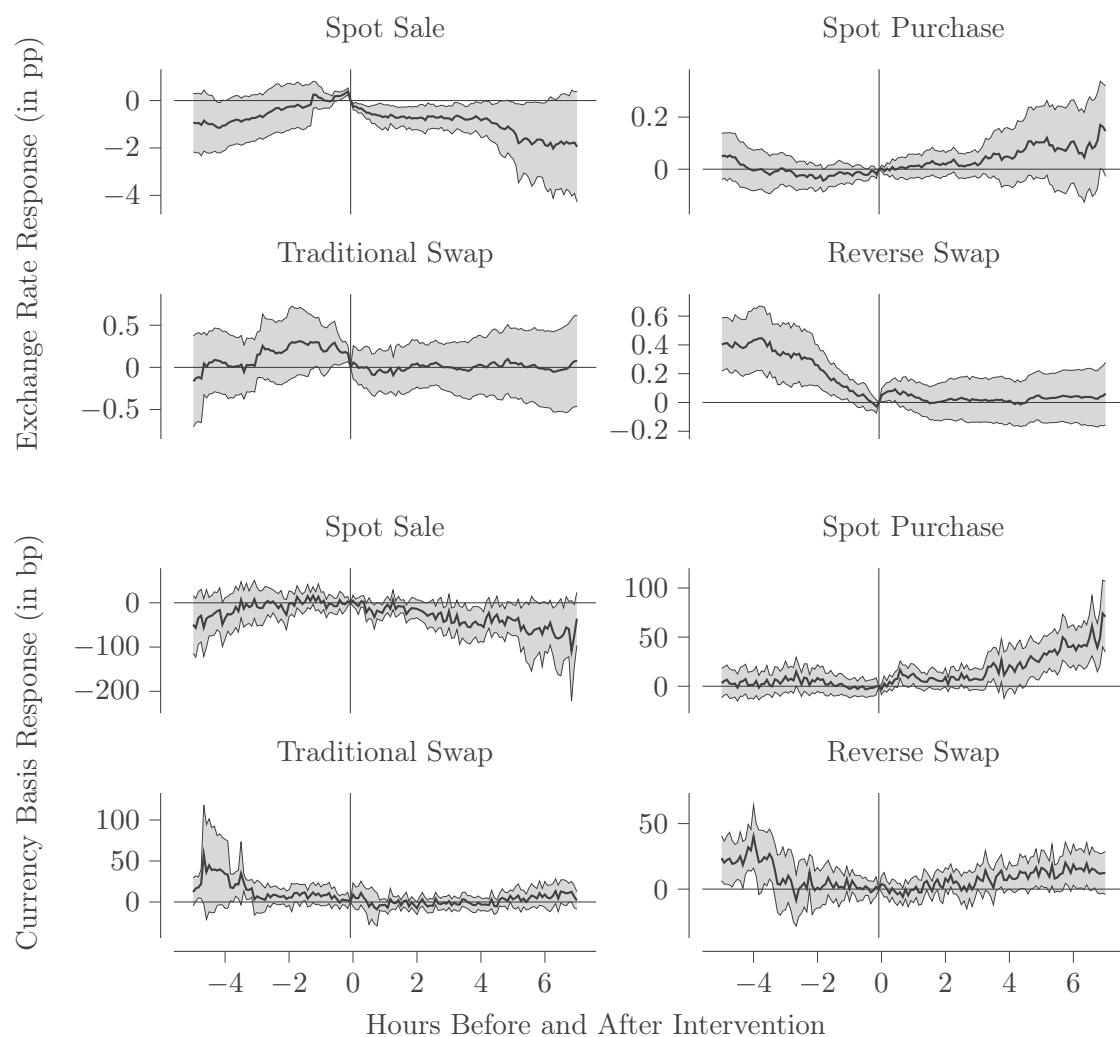 Exchange Rate Response (in pp)
Spot Sale
0
−2
−4
Spot Purchase
0.2
0
Traditional Swap
0.5
0
−0.5
Reverse Swap
0.6
0.4
0.2
0
−0.2
Currency Basis Response (in bp)
Spot Sale
0
−100
−200
Spot Purchase
100
50
0
Traditional Swap
100
50
0
Reverse Swap
50
0
−4 −2 0 2 4 6
−4 −2 0 2 4 6
Hours Before and After Intervention